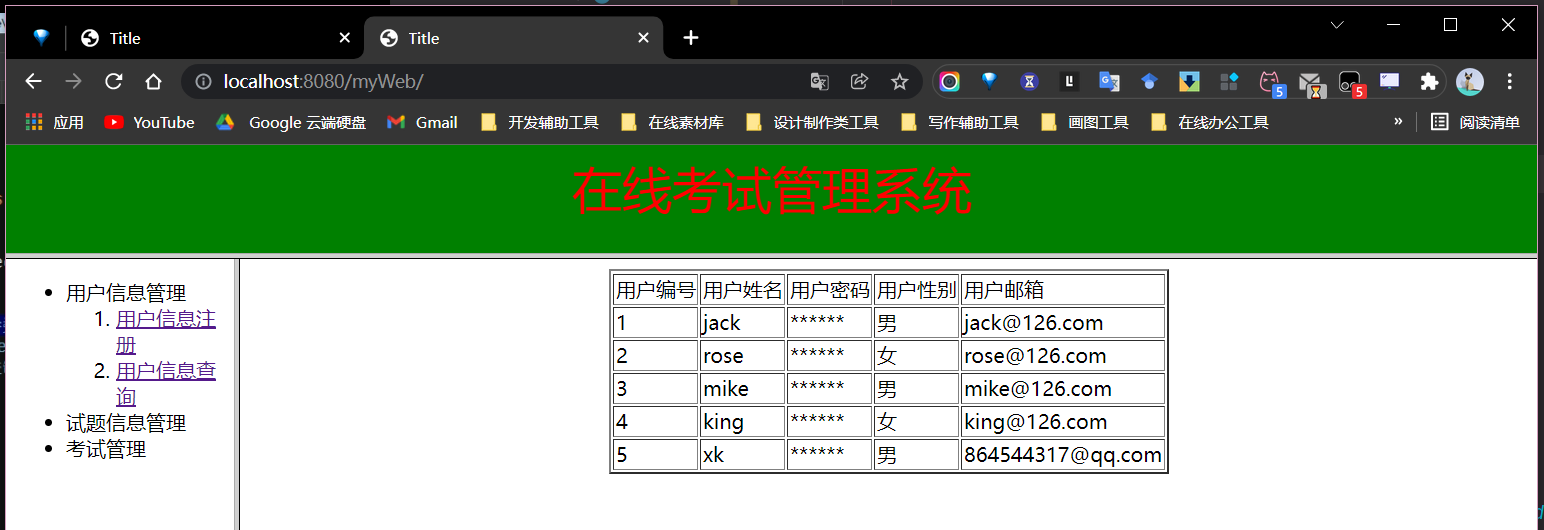 Title
Title
localhost:8080/myWeb/
5
5
应用
YouTube
Google 云端硬盘
Gmail
开发辅助工具
在线素材库
设计制作类工具
写作辅助工具
画图工具
在线办公工具
»
阅读清单
在线考试管理系统
用户信息管理
1. 用户信息注
册
2. 用户信息查
询
试题信息管理
考试管理
用户编号 用户姓名 用户密码 用户性别 用户邮箱
1 jack ****** 男 jack@126.com
2 rose ****** 女 rose@126.com
3 mike ****** 男 mike@126.com
4 king ****** 女 king@126.com
5 xk ****** 男 864544317@qq.com